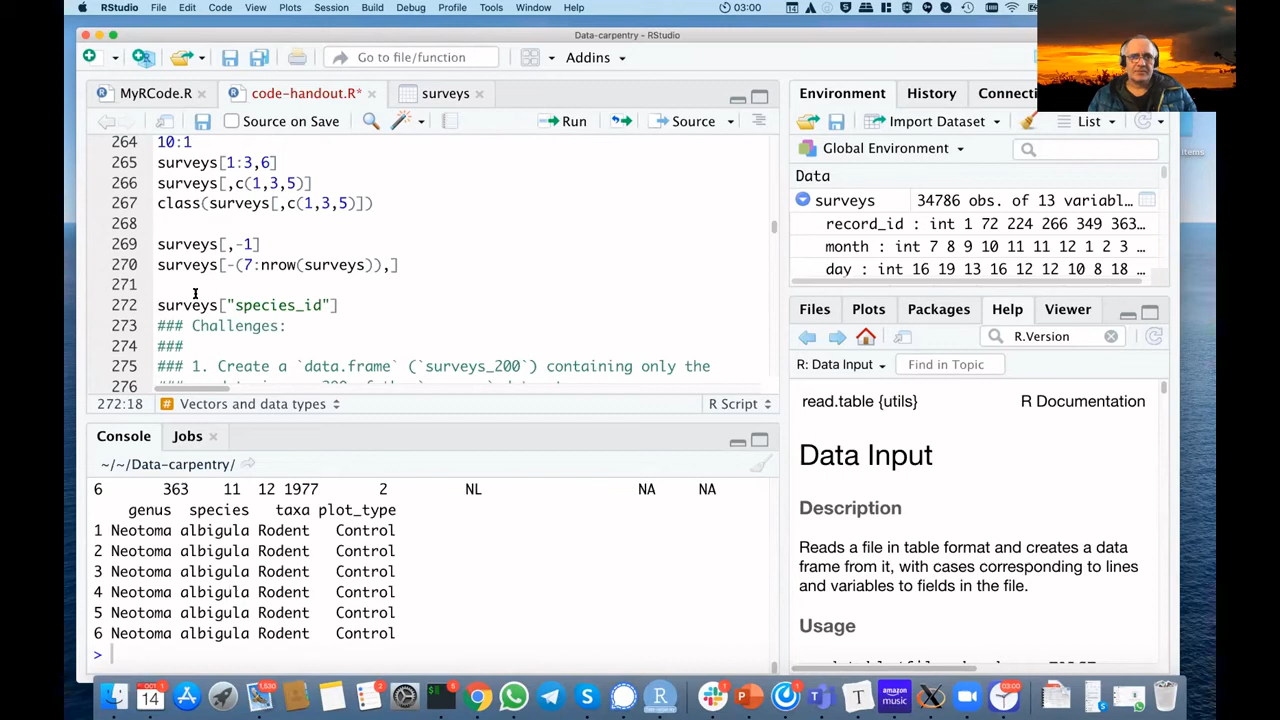 RStudio File Edit Code View Plots Session Build Debug Profile Tools Window Help 03:00
Data-carpentry - RStudio
Go to file/function Addins
MyRCode.R code-handout.R* surveys
Source on Save Run Source
264 10:1
265 surveys[1:3,6]
266 surveys[,c(1,3,5)]
267 class(surveys[,c(1,3,5)])
268
269 surveys[,-1]
270 surveys[-(7:nrow(surveys)),]
271
272 surveys["species_id"]
273 ### Challenges:
274 ###
275 ### 1. Create a `data.frame` (`surveys_200`) containing only the
276
272:18 Vectors and data types
Console Jobs
~/~/Data-carpentry/
6 363 11 12 1977 2 NL NA NA
genus species taxa plot_type
1 Neotoma albigula Rodent Control
2 Neotoma albigula Rodent Control
3 Neotoma albigula Rodent Control
4 Neotoma albigula Rodent Control
5 Neotoma albigula Rodent Control
6 Neotoma albigula Rodent Control
>
Environment History Connecti
Import Dataset List
Global Environment
Data
surveys 34786 obs. of 13 variabl…
record_id : int 1 72 224 266 349 363…
month : int 7 8 9 10 11 11 12 1 2 3 …
day : int 16 19 13 16 12 12 10 8 18 …
Files Plots Packages Help Viewer
R.Version
R: Data Input Topic
read.table {utils} R Documentation
Data Input
Description
Reads a file in table format and creates a data
frame from it, with cases corresponding to lines
and variables to fields in the file.
Usage
items
amazon music
03:00